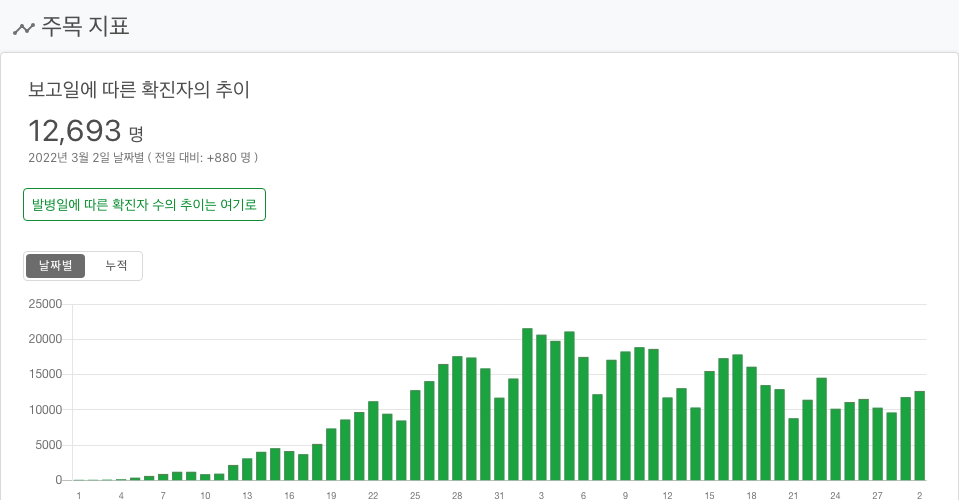 주목 지표
보고일에 따른 확진자의 추이
12,693 명
2022년 3월 2일 날짜별 ( 전일 대비: +880 명 )
발병일에 따른 확진자 수의 추이는 여기로
날짜별 누적
25000
20000
15000
10000
5000
0
1 4 7 10 13 16 19 22 25 28 31 3 6 9 12 15 18 21 24 27 2